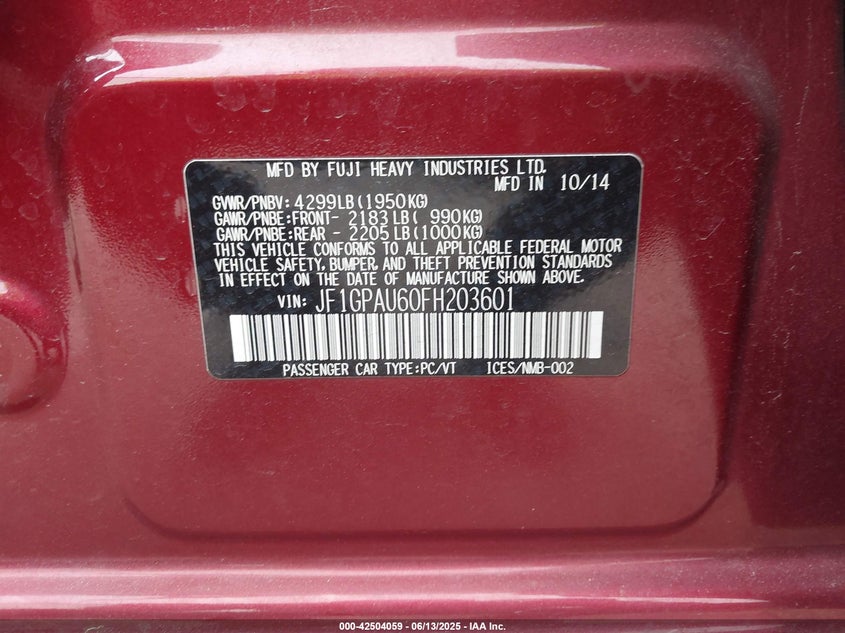 MFD BY FUJI HEAVY INDUSTRIES LTD.
MFD IN 10/14
GVWR/PNBV: 4299LB(1950KG)
GAWR/PNBE:FRONT- 2183LB( 990KG)
GAWR/PNBE:REAR - 2205LB(1000KG)
THIS VEHICLE CONFORMS TO ALL APPLICABLE FEDERAL MOTOR
VEHICLE SAFETY, BUMPER, AND THEFT PREVENTION STANDARDS
IN EFFECT ON THE DATE OF MANUFACTURE SHOWN ABOVE.
VIN: JF1GPAU60FH203601
PASSENGER CAR TYPE:PC/VT ICES/NMB-002
000-42504059 - 06/13/2025 - IAA Inc.